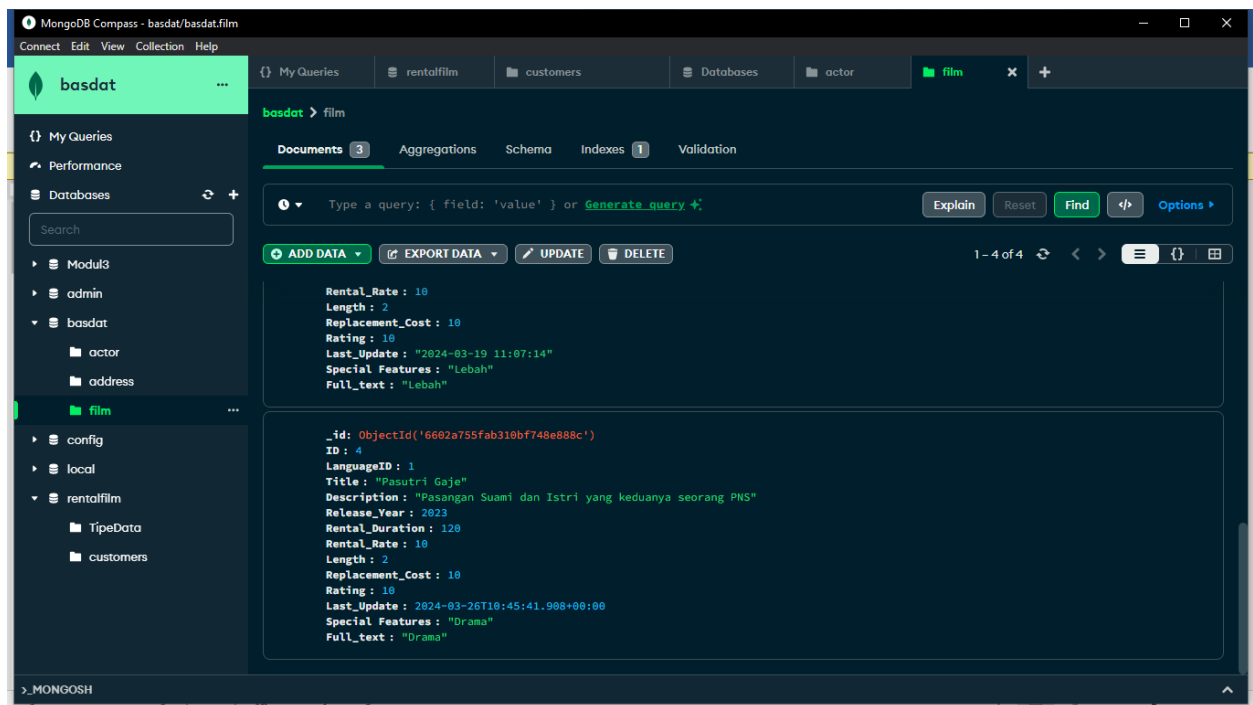 MongoDB Compass - basdat/basdat.film
Connect Edit View Collection Help
basdat
My Queries
Performance
Databases
Search
Modul3
admin
basdat
actor
address
film
config
local
rentalfilm
TipeData
customers
{} My Queries rentalfilm customers Databases actor film
basdat > film
Documents 3 Aggregations Schema Indexes 1 Validation
Type a query: { field: 'value' } or Generate query Explain Reset Find </> Options
ADD DATA EXPORT DATA UPDATE DELETE 1 – 4 of 4 {}
Rental_Rate : 10
Length : 2
Replacement_Cost : 10
Rating : 10
Last_Update : "2024-03-19 11:07:14"
Special Features : "Lebah"
Full_text : "Lebah"
_id: ObjectId('6602a755fab310bf748e888c')
ID : 4
LanguageID : 1
Title : "Pasutri Gaje"
Description : "Pasangan Suami dan Istri yang keduanya seorang PNS"
Release_Year : 2023
Rental_Duration : 120
Rental_Rate : 10
Length : 2
Replacement_Cost : 10
Rating : 10
Last_Update : 2024-03-26T10:45:41.908+00:00
Special Features : "Drama"
Full_text : "Drama"
>_MONGOSH